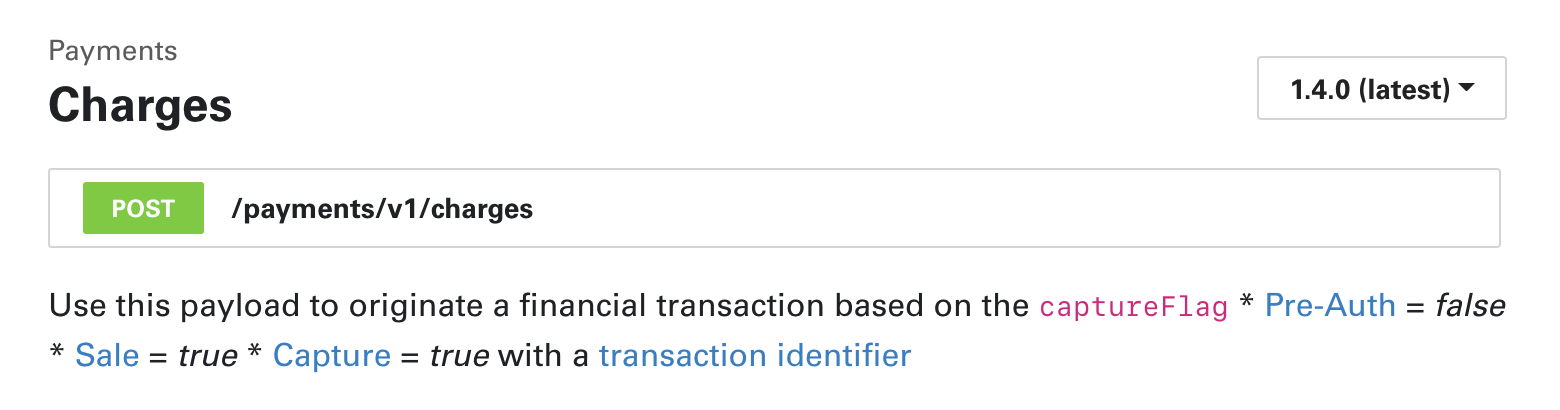 Payments
Charges
1.4.0 (latest)
POST /payments/v1/charges
Use this payload to originate a financial transaction based on the captureFlag * Pre-Auth = false
* Sale = true * Capture = true with a transaction identifier